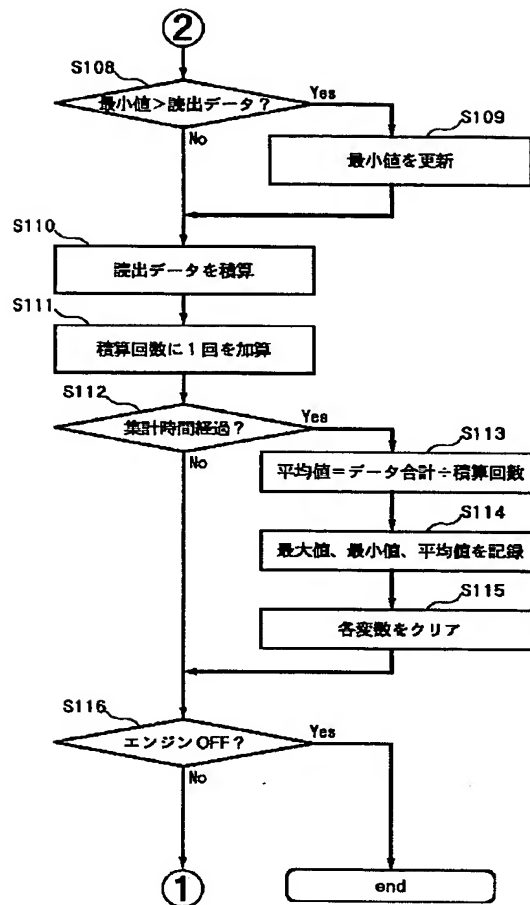 ②
S108
最小値>読出データ?
Yes
No
S109
最小値を更新
S110
読出データを積算
S111
積算回数に1回を加算
S112
集計時間経過?
Yes
No
S113
平均値=データ合計÷積算回数
S114
最大値、最小値、平均値を記録
S115
各変数をクリア
S116
エンジンOFF?
Yes
No
①
end